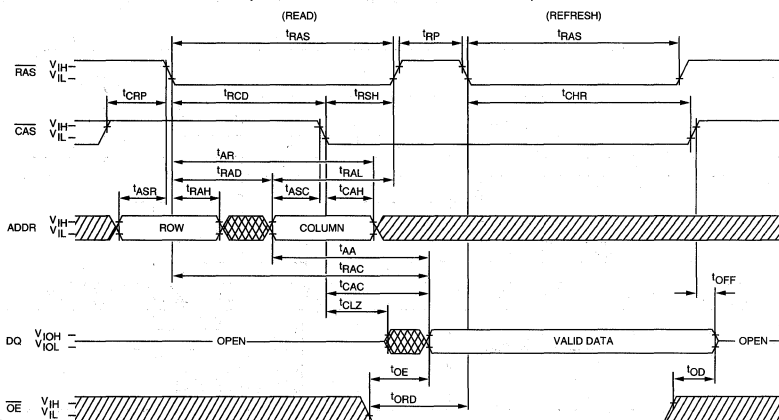 (READ) (REFRESH)
tRAS tRP tRAS
RAS VIH VIL
tCRP tRCD tRSH tCHR
CAS VIH VIL
tAR
tRAD tRAL
tASR tRAH tASC tCAH
ADDR VIH VIL ROW COLUMN
tAA
tRAC
tCAC tOFF
tCLZ
DQ VIOH VIOL OPEN VALID DATA OPEN
tOE tOD
tORD
OE VIH VIL